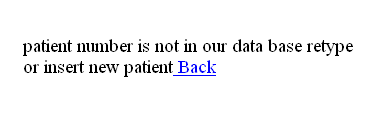 patient number is not in our data base retype
or insert new patient Back